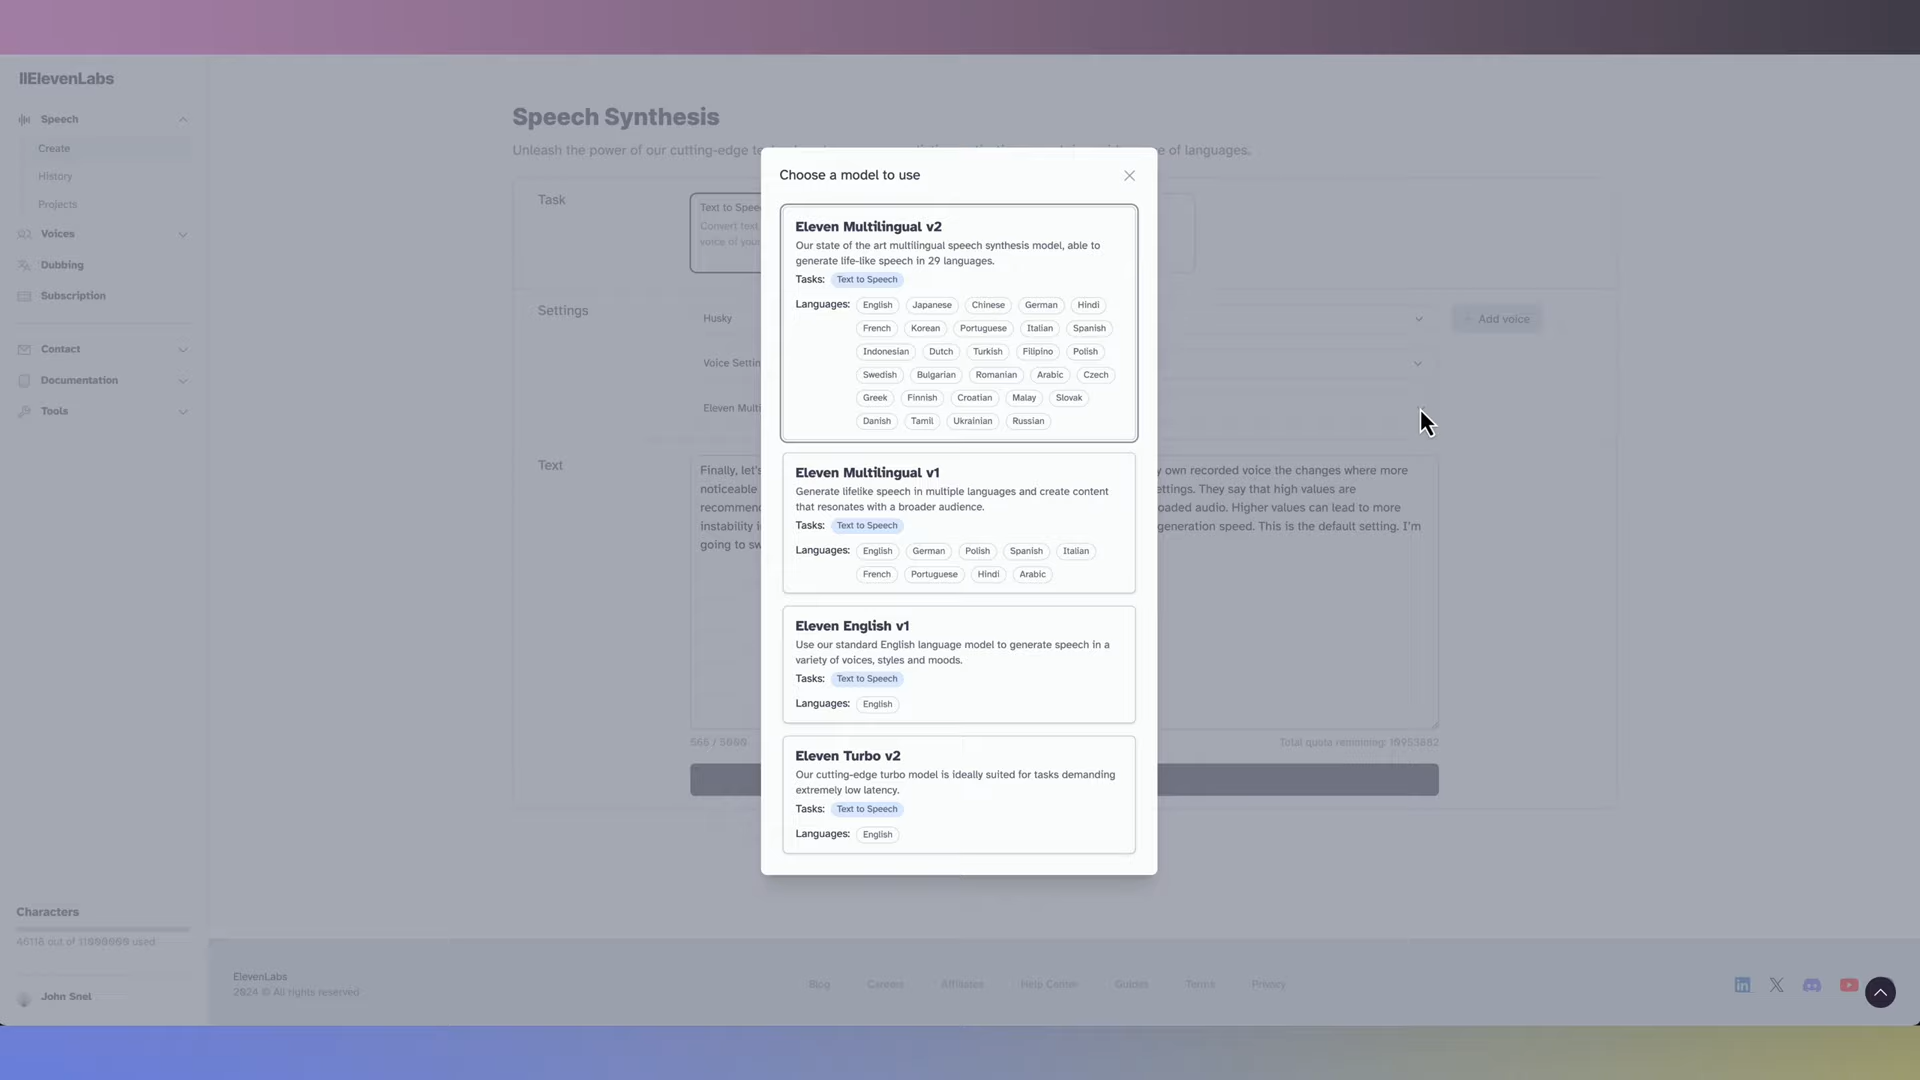 IIElevenLabs
Speech
Create
History
Projects
Voices
Dubbing
Subscription
Contact
Documentation
Tools
Characters
46118 out of 11000000 used
John Snel
Speech Synthesis
Unleash the power of our cutting-edge
e of languages.
Task
Text to Spee
Convert text
voice of your
Settings
Husky
Add voice
Voice Settin
Eleven Multi
Text
Finally, let's
y own recorded voice the changes where more
noticeable
ettings. They say that high values are
recommen
oaded audio. Higher values can lead to more
instability i
generation speed. This is the default setting. I'm
going to sw
566 / 5000
Total quota remaining: 10953882
Choose a model to use
Eleven Multilingual v2
Our state of the art multilingual speech synthesis model, able to
generate life-like speech in 29 languages.
Tasks: Text to Speech
Languages: English Japanese Chinese German Hindi
French Korean Portuguese Italian Spanish
Indonesian Dutch Turkish Filipino Polish
Swedish Bulgarian Romanian Arabic Czech
Greek Finnish Croatian Malay Slovak
Danish Tamil Ukrainian Russian
Eleven Multilingual v1
Generate lifelike speech in multiple languages and create content
that resonates with a broader audience.
Tasks: Text to Speech
Languages: English German Polish Spanish Italian
French Portuguese Hindi Arabic
Eleven English v1
Use our standard English language model to generate speech in a
variety of voices, styles and moods.
Tasks: Text to Speech
Languages: English
Eleven Turbo v2
Our cutting-edge turbo model is ideally suited for tasks demanding
extremely low latency.
Tasks: Text to Speech
Languages: English
ElevenLabs
2024 © All rights reserved
Blog Careers Affiliates Help Center Guides Terms Privacy